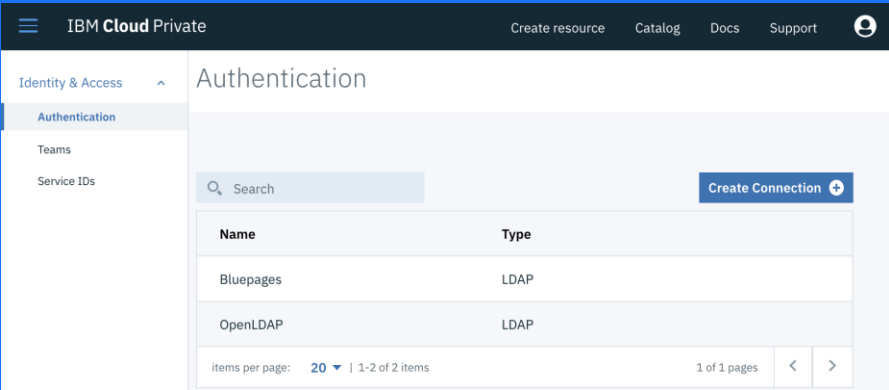 IBM Cloud Private
Create resource Catalog Docs Support
Identity & Access
Authentication
Teams
Service IDs
Authentication
Search
Create Connection
Name Type
Bluepages LDAP
OpenLDAP LDAP
items per page: 20 | 1-2 of 2 items 1 of 1 pages